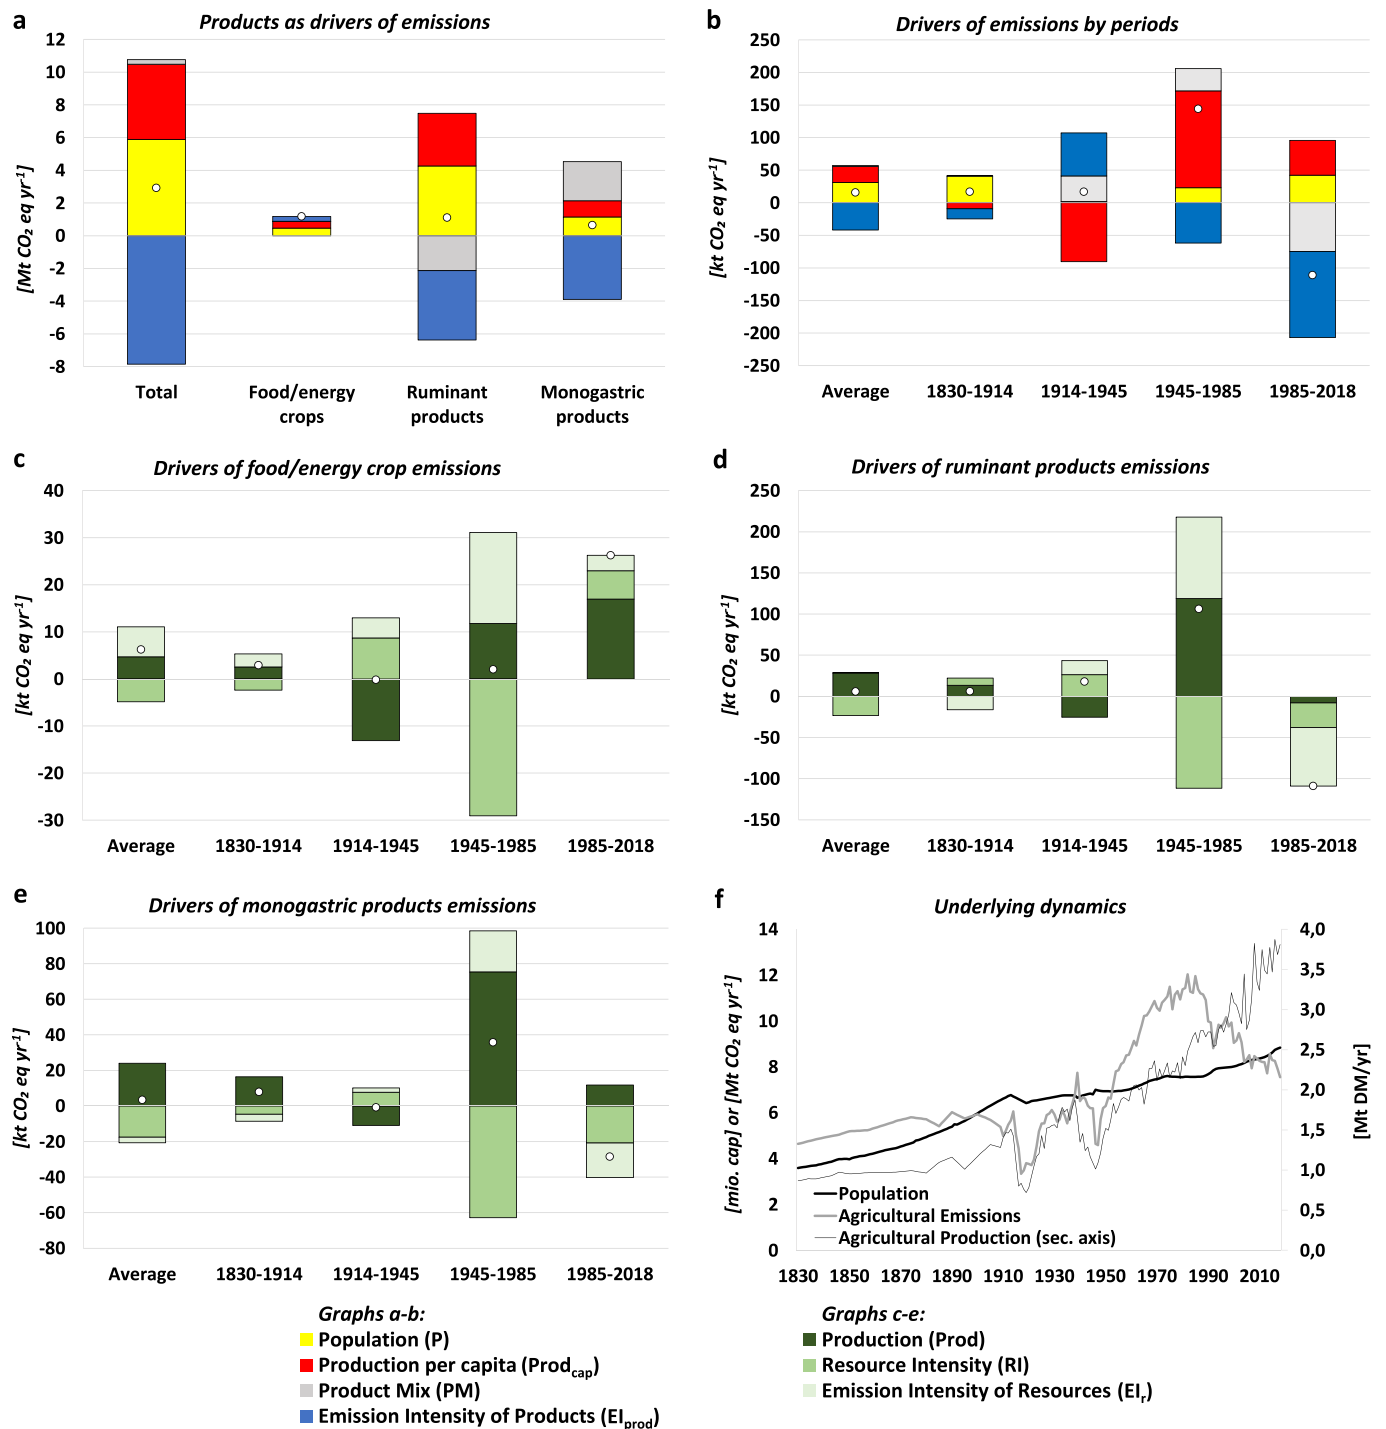 a
Products as drivers of emissions
[Mt CO₂ eq yr⁻¹]
12
10
8
6
4
2
0
-2
-4
-6
-8
Total
Food/energy crops
Ruminant products
Monogastric products
b
Drivers of emissions by periods
[kt CO₂ eq yr⁻¹]
250
200
150
100
50
0
-50
-100
-150
-200
-250
Average
1830-1914
1914-1945
1945-1985
1985-2018
c
Drivers of food/energy crop emissions
[kt CO₂ eq yr⁻¹]
40
30
20
10
0
-10
-20
-30
Average
1830-1914
1914-1945
1945-1985
1985-2018
d
Drivers of ruminant products emissions
[kt CO₂ eq yr⁻¹]
250
200
150
100
50
0
-50
-100
-150
Average
1830-1914
1914-1945
1945-1985
1985-2018
e
Drivers of monogastric products emissions
[kt CO₂ eq yr⁻¹]
100
80
60
40
20
0
-20
-40
-60
-80
Average
1830-1914
1914-1945
1945-1985
1985-2018
f
Underlying dynamics
[mio. cap] or [Mt CO₂ eq yr⁻¹]
14
12
10
8
6
4
2
0
4,0
3,5
3,0
2,5
2,0
1,5
1,0
0,5
0,0
[Mt DM/yr]
Population
Agricultural Emissions
Agricultural Production (sec. axis)
1830 1850 1870 1890 1910 1930 1950 1970 1990 2010
Graphs a-b:
Population (P)
Production per capita (Prod_cap)
Product Mix (PM)
Emission Intensity of Products (EI_prod)
Graphs c-e:
Production (Prod)
Resource Intensity (RI)
Emission Intensity of Resources (EI_r)